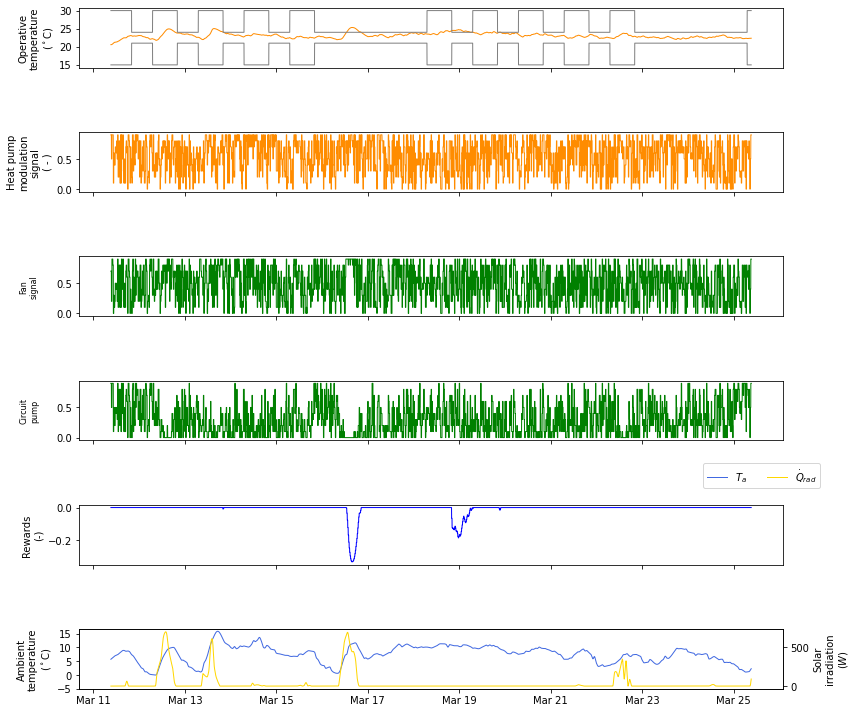 Operative
temperature
(°C)
30
25
20
15
Heat pump
modulation
signal
( - )
0.5
0.0
Fan
signal
0.5
0.0
Circuit
pump
0.5
0.0
T_a
Q̇_rad
Rewards
(-)
0.0
−0.2
Ambient
temperature
(°C)
15
10
5
0
−5
500
0
Solar
irradiation
(W)
Mar 11
Mar 13
Mar 15
Mar 17
Mar 19
Mar 21
Mar 23
Mar 25